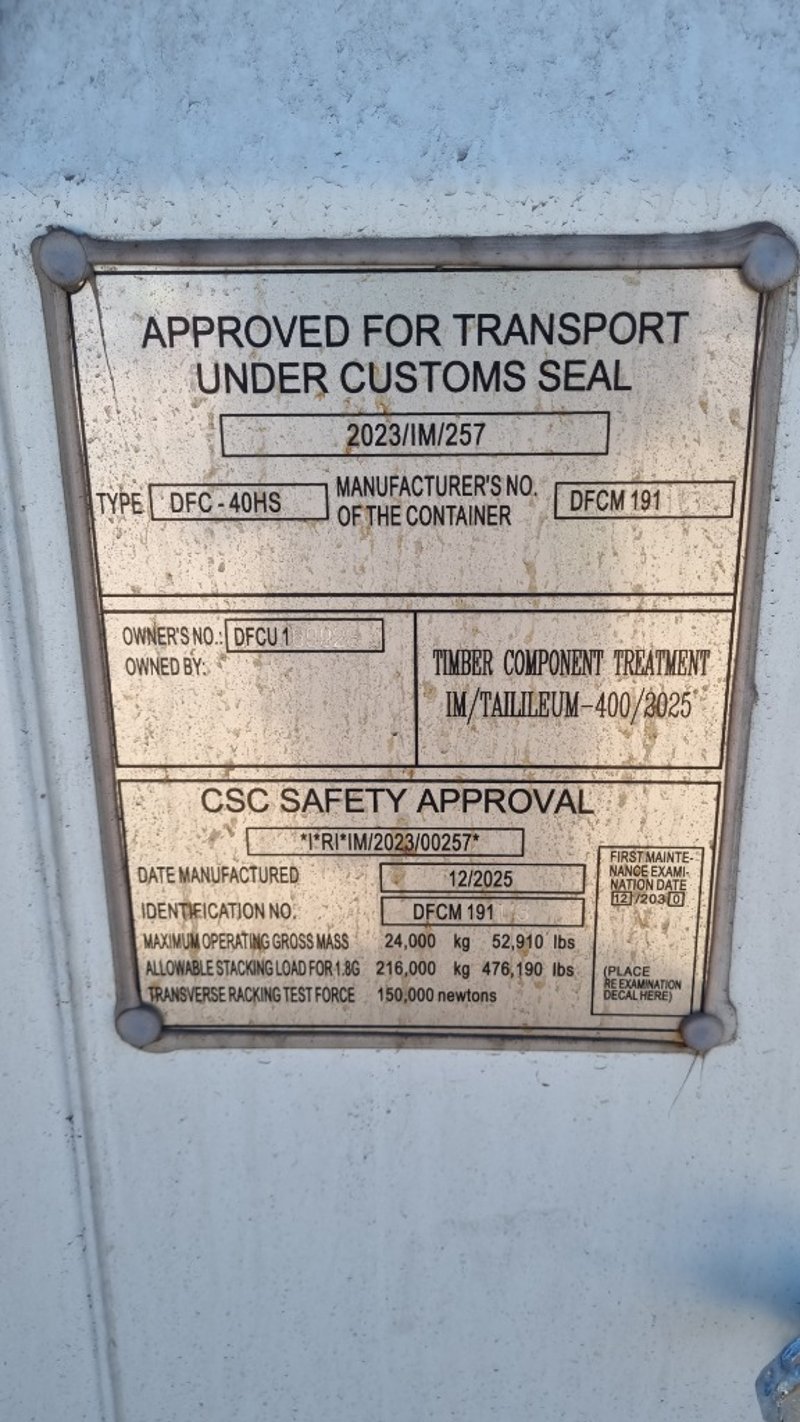 APPROVED FOR TRANSPORT
UNDER CUSTOMS SEAL
2023/IM/257
TYPE DFC - 40HS MANUFACTURER'S NO. OF THE CONTAINER DFCM 191
OWNER'S NO.: DFCU 1
OWNED BY:
TIMBER COMPONENT TREATMENT
IM/TAILILEUM-400/2025
CSC SAFETY APPROVAL
*I*RI*IM/2023/00257*
DATE MANUFACTURED 12/2025
IDENTIFICATION NO. DFCM 191
MAXIMUM OPERATING GROSS MASS 24,000 kg 52,910 lbs
ALLOWABLE STACKING LOAD FOR 1.8G 216,000 kg 476,190 lbs
TRANSVERSE RACKING TEST FORCE 150,000 newtons
FIRST MAINTE-
NANCE EXAMI-
NATION DATE
12/2030
(PLACE
RE EXAMINATION
DECAL HERE)